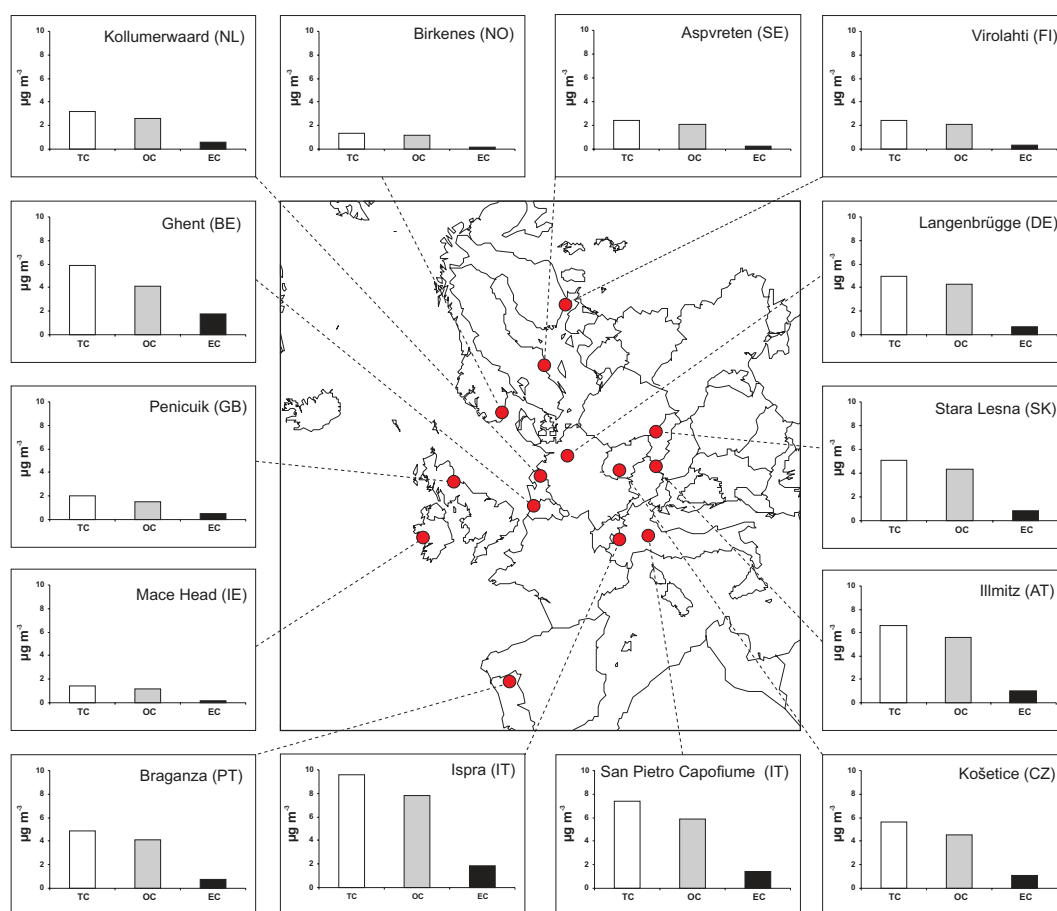 Kollumerwaard (NL)
µg m-3
10
8
6
4
2
0
TC OC EC
Birkenes (NO)
µg m-3
10
8
6
4
2
0
TC OC EC
Aspvreten (SE)
µg m-3
10
8
6
4
2
0
TC OC EC
Virolahti (FI)
µg m-3
10
8
6
4
2
0
TC OC EC
Ghent (BE)
µg m-3
10
8
6
4
2
0
TC OC EC
Langenbrügge (DE)
µg m-3
10
8
6
4
2
0
TC OC EC
Penicuik (GB)
µg m-3
10
8
6
4
2
0
TC OC EC
Stara Lesna (SK)
µg m-3
10
8
6
4
2
0
TC OC EC
Mace Head (IE)
µg m-3
10
8
6
4
2
0
TC OC EC
Illmitz (AT)
µg m-3
10
8
6
4
2
0
TC OC EC
Braganza (PT)
µg m-3
10
8
6
4
2
0
TC OC EC
Ispra (IT)
µg m-3
10
8
6
4
2
0
TC OC EC
San Pietro Capofiume (IT)
µg m-3
10
8
6
4
2
0
TC OC EC
Košetice (CZ)
µg m-3
10
8
6
4
2
0
TC OC EC